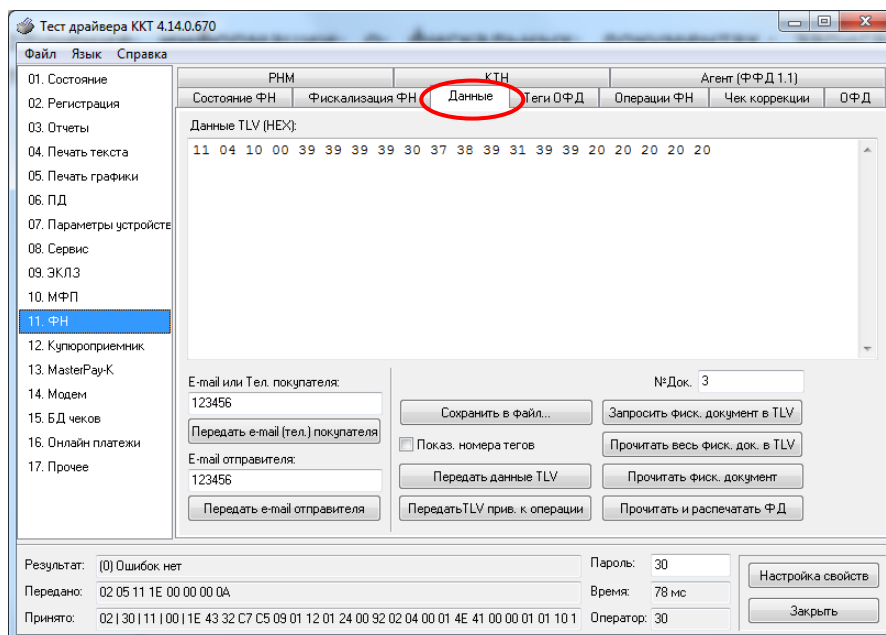 Тест драйвера ККТ 4.14.0.670
Файл Язык Справка
01. Состояние
02. Регистрация
03. Отчеты
04. Печать текста
05. Печать графики
06. ПД
07. Параметры устройств
08. Сервис
09. ЭКЛЗ
10. МФП
11. ФН
12. Купюроприемник
13. MasterPay-K
14. Модем
15. БД чеков
16. Онлайн платежи
17. Прочее
РНМ КТН Агент (ФФД 1.1)
Состояние ФН Фискализация ФН Данные Теги ОФД Операции ФН Чек коррекции ОФД
Данные TLV (HEX):
11 04 10 00 39 39 39 39 30 37 38 39 31 39 39 20 20 20 20 20
E-mail или Тел. покупателя:
123456
Передать e-mail (тел.) покупателя
E-mail отправителя:
123456
Передать e-mail отправителя
Сохранить в файл...
Показ. номера тегов
Передать данные TLV
ПередатьTLV прив. к операции
№Док. 3
Запросить фиск. документ в TLV
Прочитать весь фиск. док. в TLV
Прочитать фиск. документ
Прочитать и распечатать ФД
Результат: (0) Ошибок нет
Передано: 02 05 11 1E 00 00 00 0A
Принято: 02 | 30 | 11 | 00 | 1E 43 32 C7 C5 09 01 12 01 24 00 92 02 04 00 01 4E 41 00 00 01 01 10 1
Пароль: 30
Время: 78 мс
Оператор: 30
Настройка свойств
Закрыть